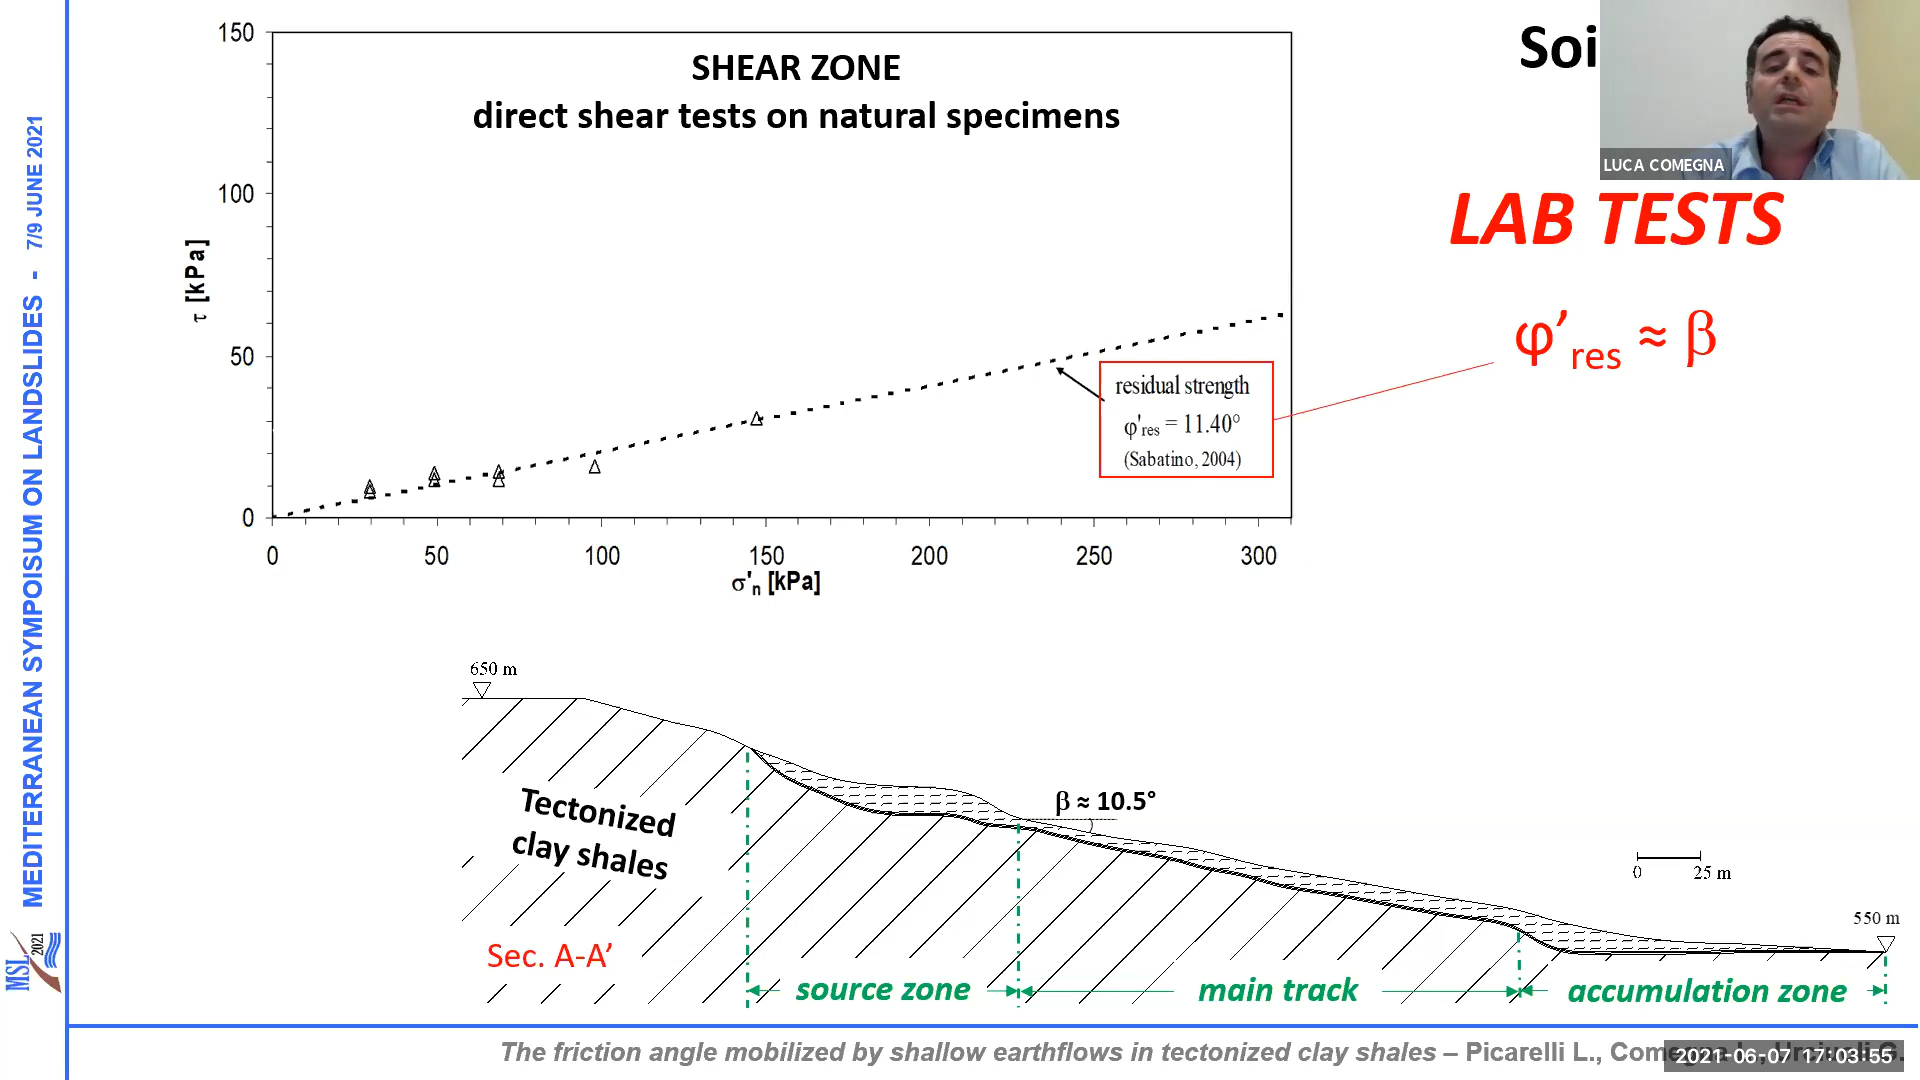 MEDITERRANEAN SYMPOISUM ON LANDSLIDES - 7/9 JUNE 2021
MSL 2021
SHEAR ZONE
direct shear tests on natural specimens
150
100
50
0
τ [kPa]
0 50 100 150 200 250 300
σ'n [kPa]
residual strength
φ'res = 11.40°
(Sabatino, 2004)
LUCA COMEGNA
LAB TESTS
φ’res ≈ β
650 m
Tectonized
clay shales
Sec. A-A’
β ≈ 10.5°
0 25 m
550 m
source zone
main track
accumulation zone
The friction angle mobilized by shallow earthflows in tectonized clay shales – Picarelli L.,
2021-06-07 17:03:55